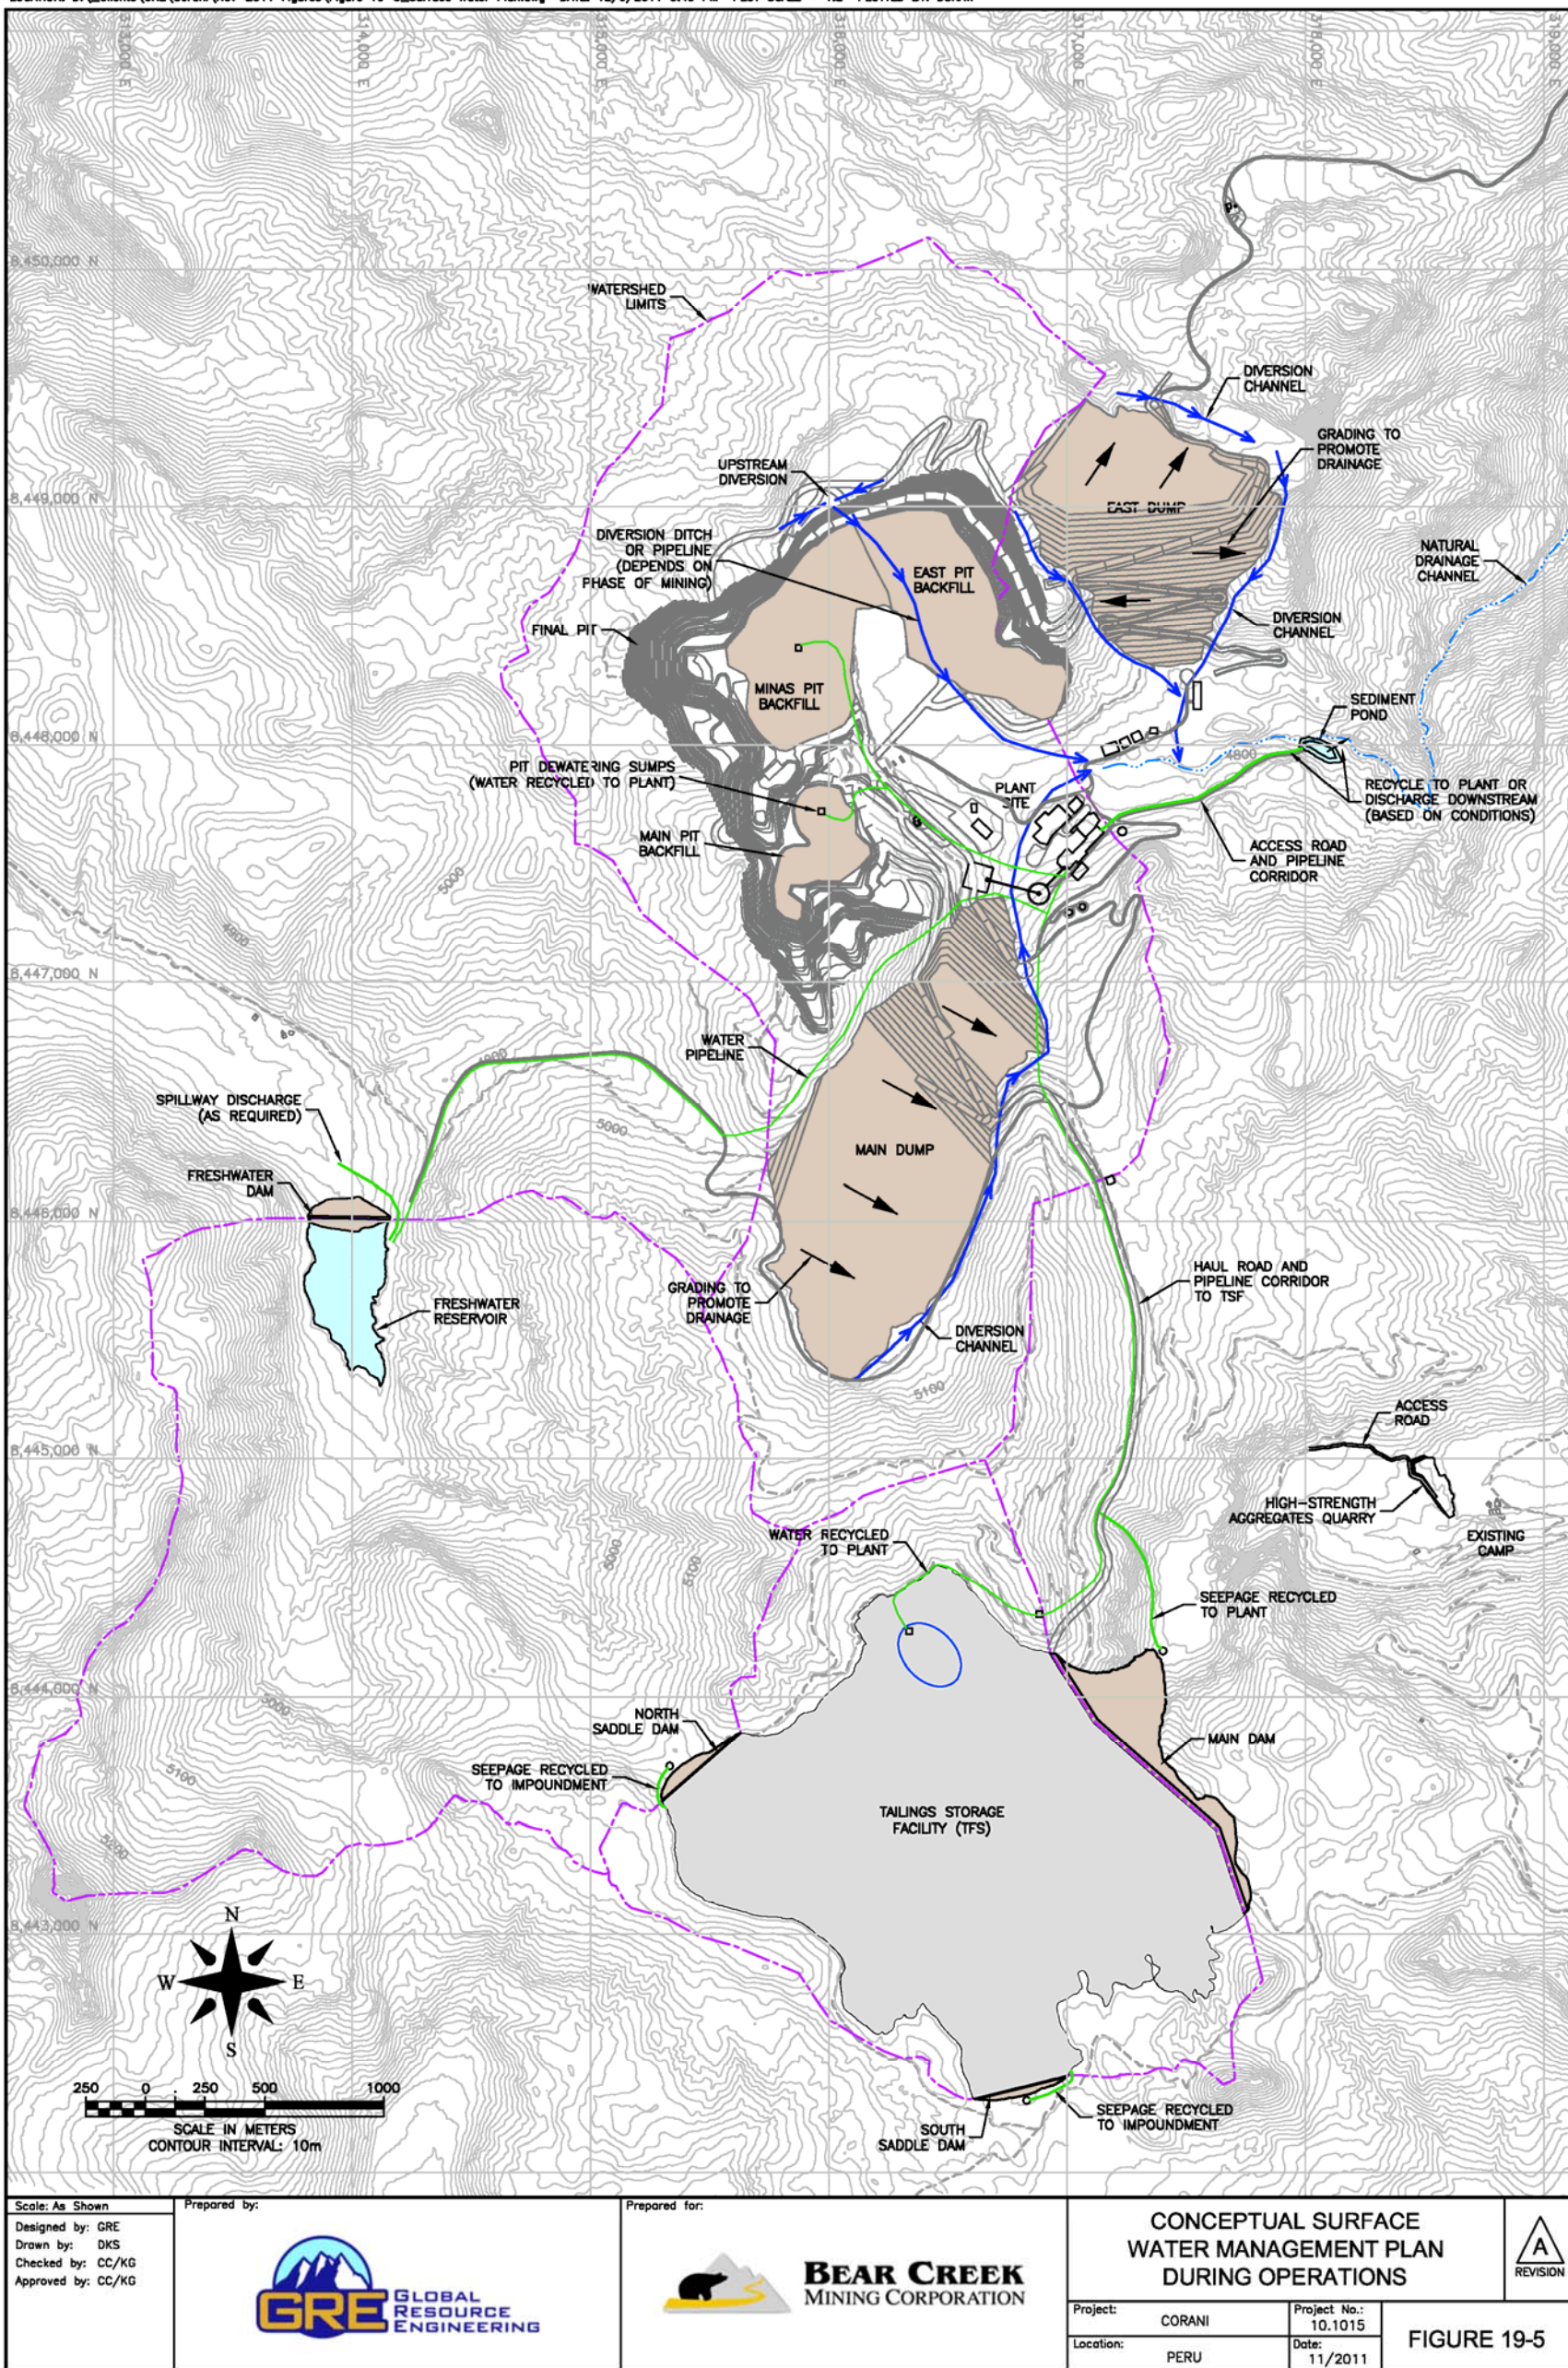 8,450,000 N
WATERSHED
LIMITS
DIVERSION
CHANNEL
GRADING TO
PROMOTE
DRAINAGE
UPSTREAM
DIVERSION
8,449,000 N
EAST DUMP
DIVERSION DITCH
OR PIPELINE
(DEPENDS ON
PHASE OF MINING)
NATURAL
DRAINAGE
CHANNEL
EAST PIT
BACKFILL
FINAL PIT
DIVERSION
CHANNEL
MINAS PIT
BACKFILL
SEDIMENT
POND
8,448,000 N
4800
PIT DEWATERING SUMPS
(WATER RECYCLED TO PLANT)
PLANT
SITE
RECYCLE TO PLANT OR
DISCHARGE DOWNSTREAM
(BASED ON CONDITIONS)
MAIN PIT
BACKFILL
ACCESS ROAD
AND PIPELINE
CORRIDOR
5000
4900
8,447,000 N
WATER
PIPELINE
SPILLWAY DISCHARGE
(AS REQUIRED)
5000
MAIN DUMP
FRESHWATER
DAM
8,446,000 N
HAUL ROAD AND
PIPELINE CORRIDOR
TO TSF
GRADING TO
PROMOTE
DRAINAGE
FRESHWATER
RESERVOIR
DIVERSION
CHANNEL
5100
ACCESS
ROAD
8,445,000 N
HIGH-STRENGTH
AGGREGATES QUARRY
EXISTING
CAMP
WATER RECYCLED
TO PLANT
5000
5100
SEEPAGE RECYCLED
TO PLANT
8,444,000 N
5000
NORTH
SADDLE DAM
MAIN DAM
SEEPAGE RECYCLED
TO IMPOUNDMENT
5100
TAILINGS STORAGE
FACILITY (TFS)
8,443,000 N
N
W E
S
250 0 250 500 1000
SCALE IN METERS
CONTOUR INTERVAL: 10m
SEEPAGE RECYCLED
TO IMPOUNDMENT
SOUTH
SADDLE DAM
Scale: As Shown
Designed by: GRE
Drawn by: DKS
Checked by: CC/KG
Approved by: CC/KG
Prepared by:
GRE
GLOBAL
RESOURCE
ENGINEERING
Prepared for:
BEAR CREEK
MINING CORPORATION
CONCEPTUAL SURFACE
WATER MANAGEMENT PLAN
DURING OPERATIONS
A
REVISION
Project:
CORANI
Project No.:
10.1015
Location:
PERU
Date:
11/2011
FIGURE 19-5